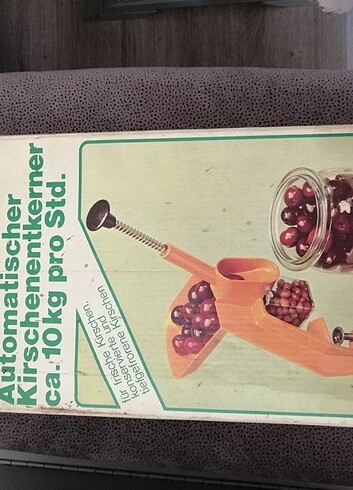 Automatischer
Kirschenentkerner
ca. 10 kg pro Std.
für frische Kirschen,
konservierte und
tiefgefrorene Kirschen